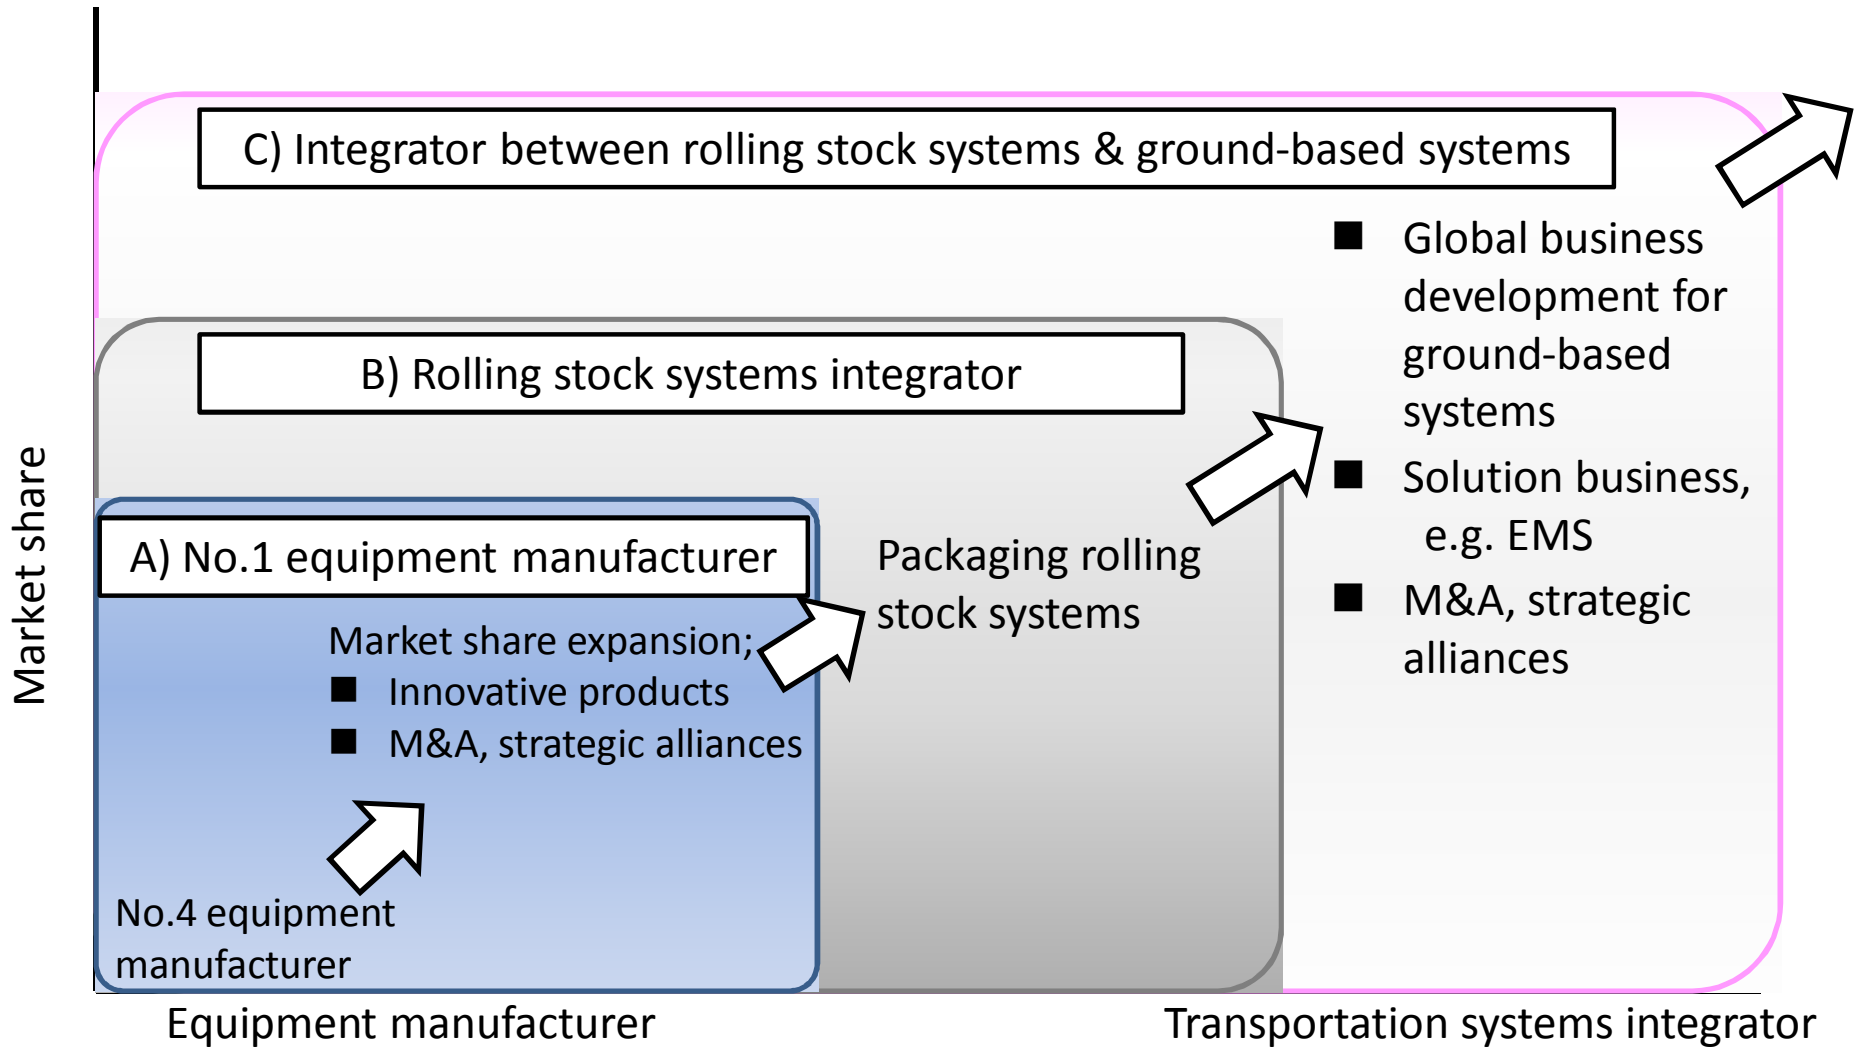 C) Integrator between rolling stock systems & ground-based systems
■ Global business
development for
ground-based
systems
■ Solution business,
e.g. EMS
■ M&A, strategic
alliances
B) Rolling stock systems integrator
Packaging rolling
stock systems
A) No.1 equipment manufacturer
Market share expansion;
■ Innovative products
■ M&A, strategic alliances
No.4 equipment
manufacturer
Market share
Equipment manufacturer
Transportation systems integrator